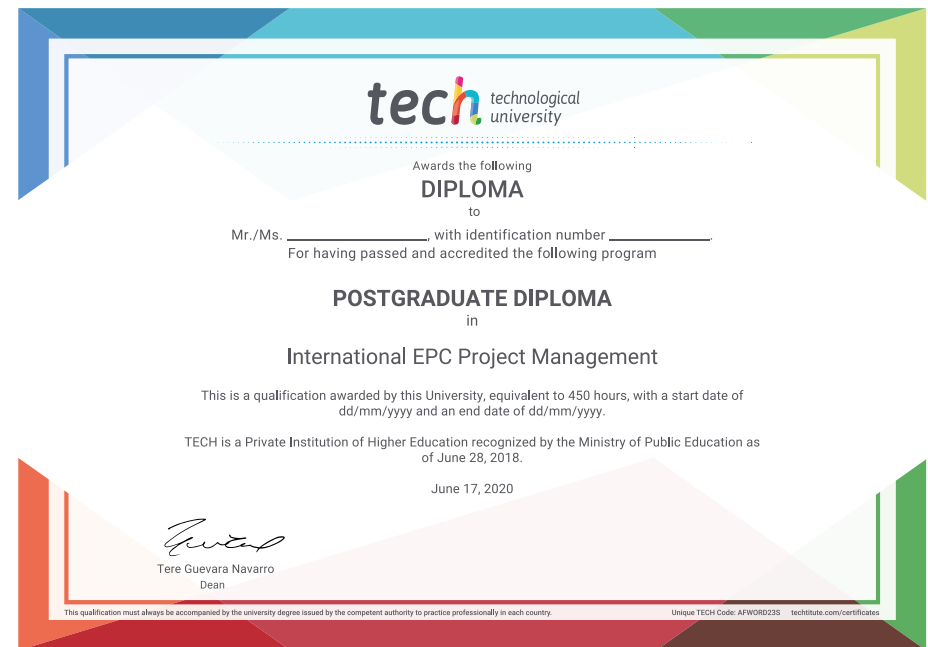 tech technological
university
Awards the following
DIPLOMA
to
Mr./Ms. ____________________, with identification number ______________.
For having passed and accredited the following program
POSTGRADUATE DIPLOMA
in
International EPC Project Management
This is a qualification awarded by this University, equivalent to 450 hours, with a start date of
dd/mm/yyyy and an end date of dd/mm/yyyy.
TECH is a Private Institution of Higher Education recognized by the Ministry of Public Education as
of June 28, 2018.
June 17, 2020
Tere Guevara Navarro
Dean
This qualification must always be accompanied by the university degree issued by the competent authority to practice professionally in each country.
Unique TECH Code: AFWORD23S techtitute.com/certificates